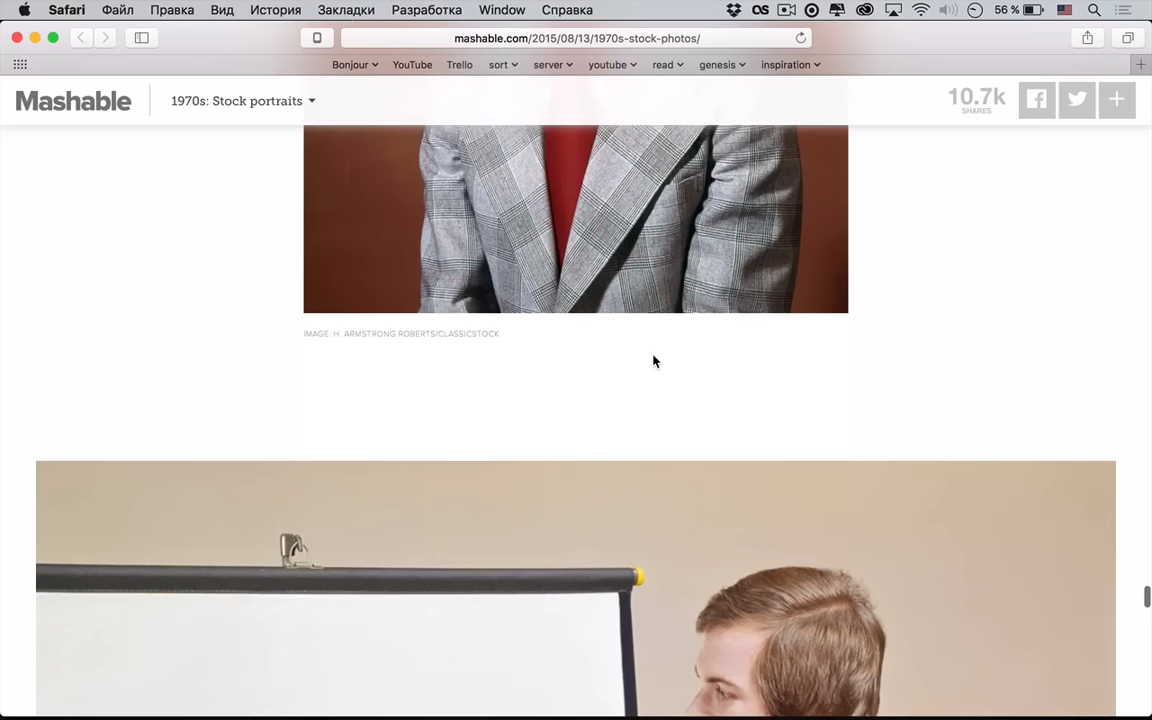 Safari Файл Правка Вид История Закладки Разработка Window Справка 56 %
mashable.com/2015/08/13/1970s-stock-photos/
Bonjour YouTube Trello sort server youtube read genesis inspiration
Mashable 1970s: Stock portraits 10.7k
SHARES
IMAGE: H. ARMSTRONG ROBERTS/CLASSICSTOCK